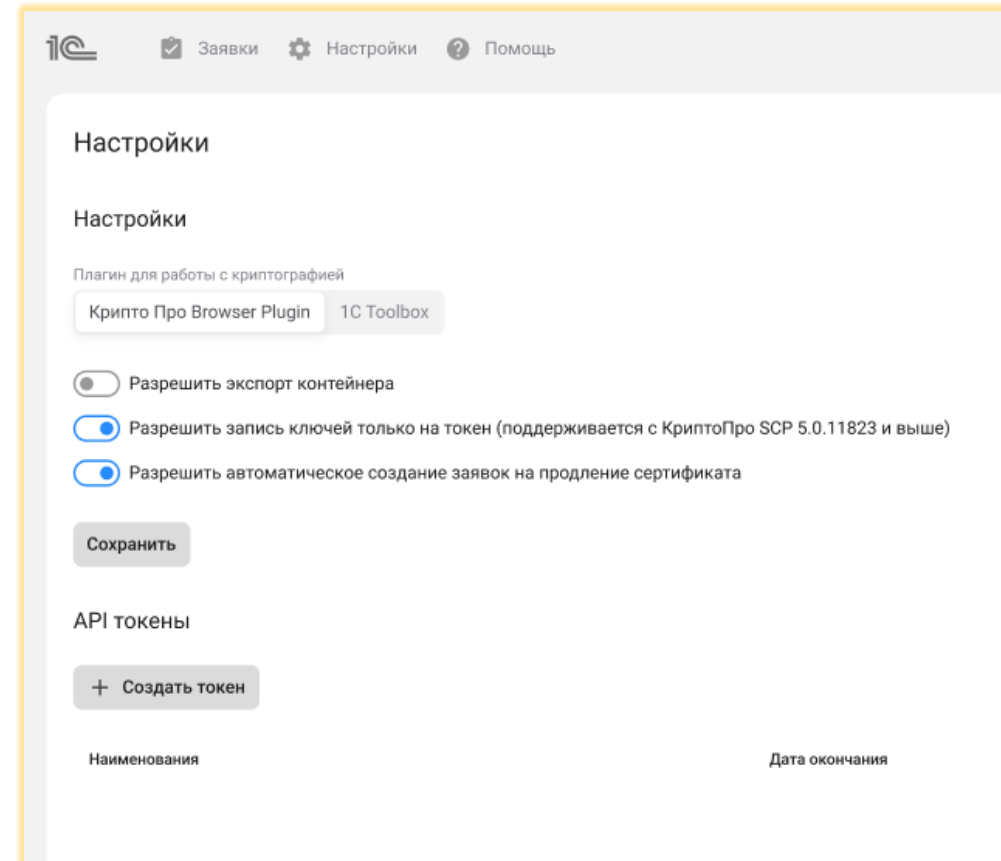 1С Заявки Настройки Помощь
Настройки
Настройки
Плагин для работы с криптографией
Крипто Про Browser Plugin 1C Toolbox
Разрешить экспорт контейнера
Разрешить запись ключей только на токен (поддерживается с КриптоПро SCP 5.0.11823 и выше)
Разрешить автоматическое создание заявок на продление сертификата
Сохранить
API токены
+ Создать токен
Наименования Дата окончания